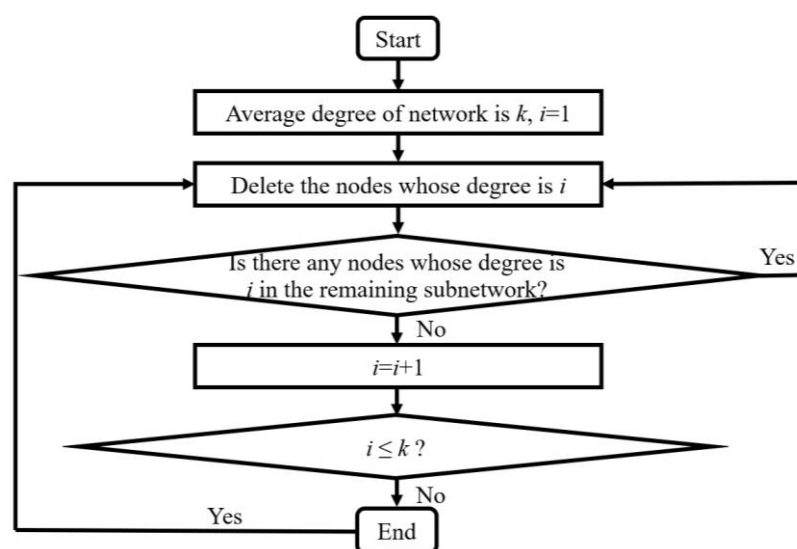 Start
Average degree of network is k, i=1
Delete the nodes whose degree is i
Is there any nodes whose degree is
i in the remaining subnetwork?
Yes
No
i=i+1
i ≤ k ?
No
Yes
End